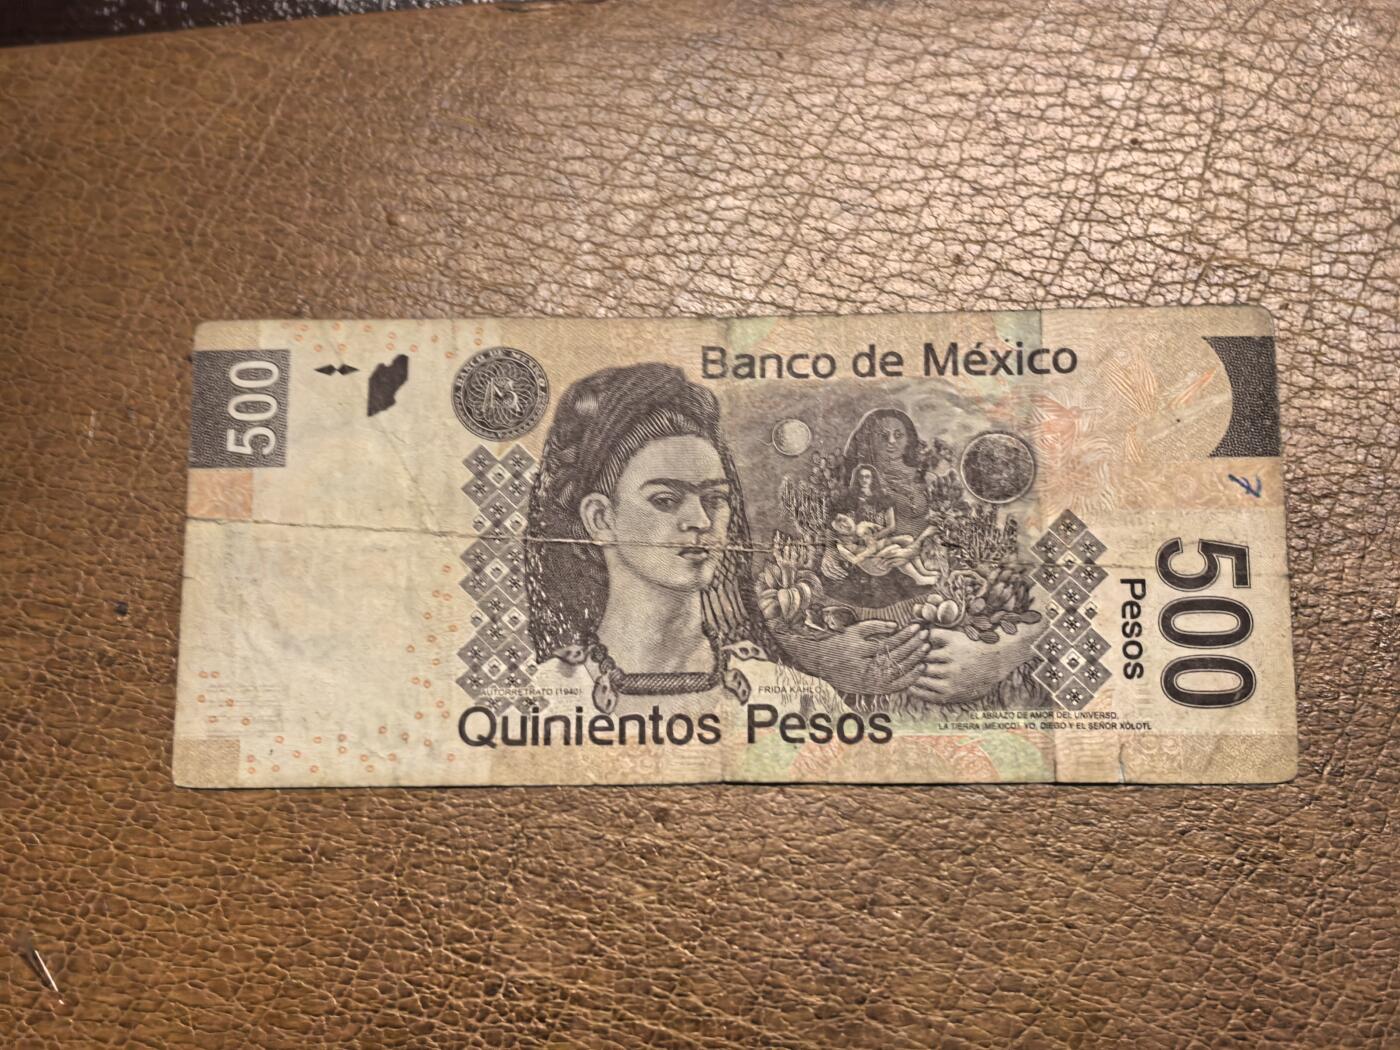 500
Banco de México
7
500
Pesos
AUTORRETRATO (1940)
FRIDA KAHLO
Quinientos Pesos
EL ABRAZO DE AMOR DEL UNIVERSO,
LA TIERRA (MÉXICO), YO, DIEGO Y EL SEÑOR XÓLOTL